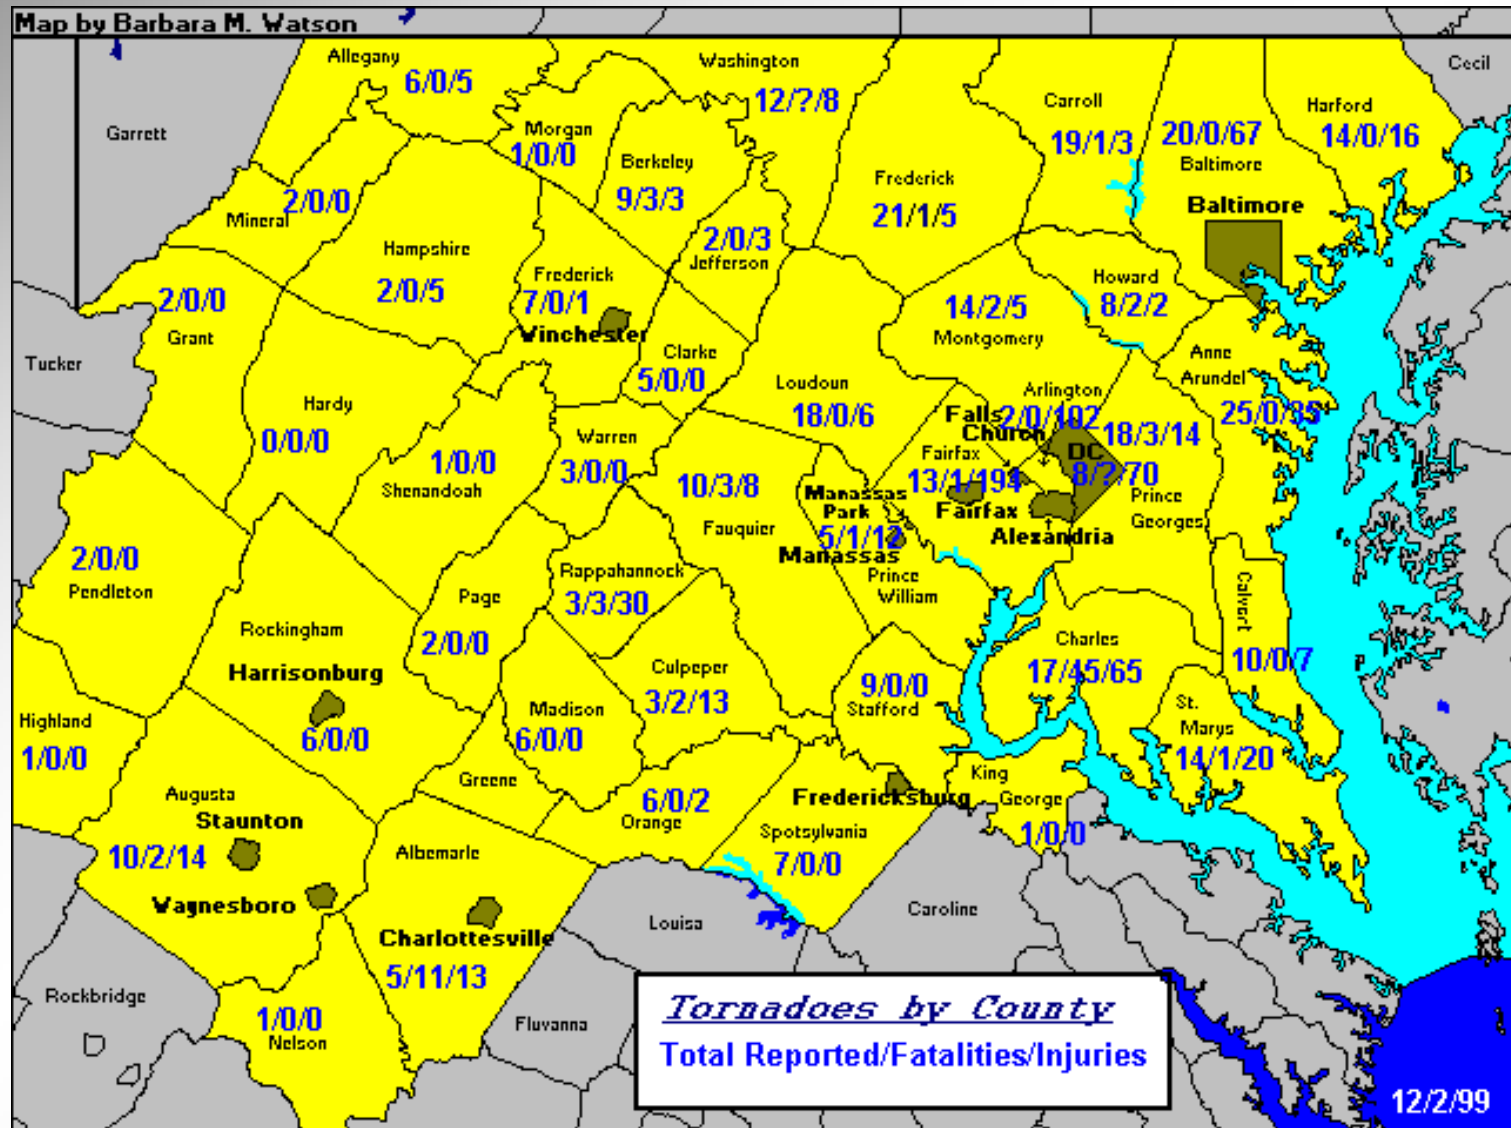 Map by Barbara M. Watson
Allegany
6/0/5
Washington
12/?/8
Cecil
Garrett
Morgan
1/0/0
Carroll
19/1/3
20/0/67
Baltimore
Harford
14/0/16
Berkeley
9/3/3
Frederick
21/1/5
Baltimore
Mineral
2/0/0
Hampshire
2/0/5
2/0/3
Jefferson
Frederick
7/0/1
Winchester
Howard
8/2/2
2/0/0
Grant
14/2/5
Montgomery
Tucker
Clarke
5/0/0
Anne
Arundel
25/0/35
Hardy
0/0/0
Loudoun
18/0/6
Arlington
2/0/102
Falls
Church
18/3/14
Prince
Georges
DC
8/?/70
Warren
3/0/0
1/0/0
Shenandoah
10/3/8
Fauquier
Fairfax
13/1/194
Fairfax
Alexandria
Manassas
Park
5/1/12
Manassas
Prince
William
2/0/0
Pendleton
Rappahannock
3/3/30
Page
2/0/0
Calvert
10/0/7
Rockingham
Harrisonburg
6/0/0
Charles
17/45/65
Culpeper
3/2/13
9/0/0
Stafford
Highland
1/0/0
Madison
6/0/0
St.
Marys
14/1/20
Greene
Augusta
Staunton
10/2/14
Waynesboro
6/0/2
Orange
Fredericksburg
King
George
1/0/0
Spotsylvania
7/0/0
Albemarle
Charlottesville
5/11/13
Louisa
Caroline
Rockbridge
1/0/0
Nelson
Fluvanna
Tornadoes by County
Total Reported/Fatalities/Injuries
12/2/99